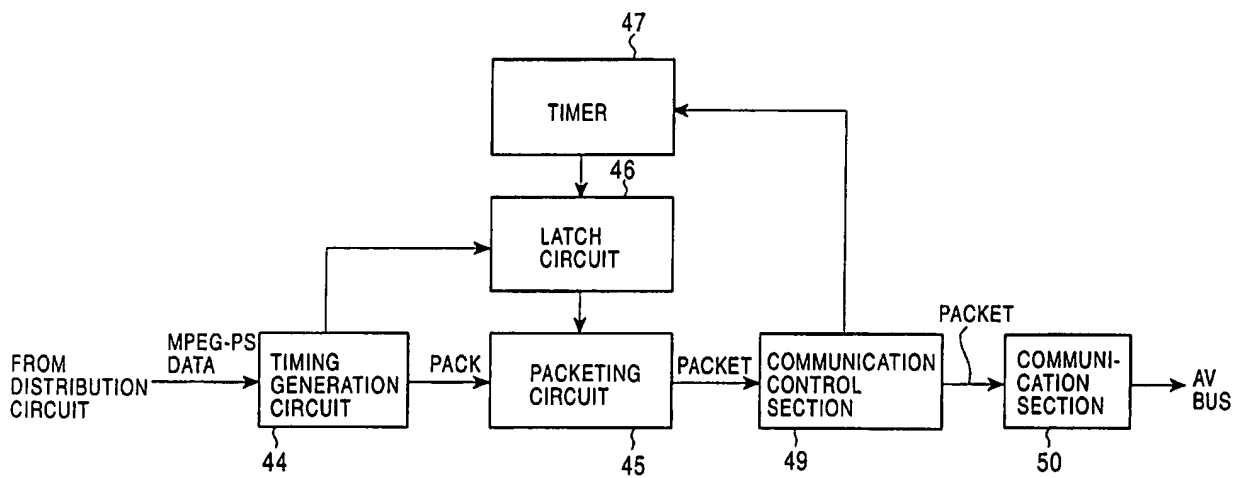 47
TIMER
46
LATCH
CIRCUIT
FROM
DISTRIBUTION
CIRCUIT
MPEG-PS
DATA
TIMING
GENERATION
CIRCUIT
44
PACK
PACKETING
CIRCUIT
45
PACKET
COMMUNICATION
CONTROL
SECTION
49
PACKET
COMMUNI-
CATION
SECTION
50
AV
BUS